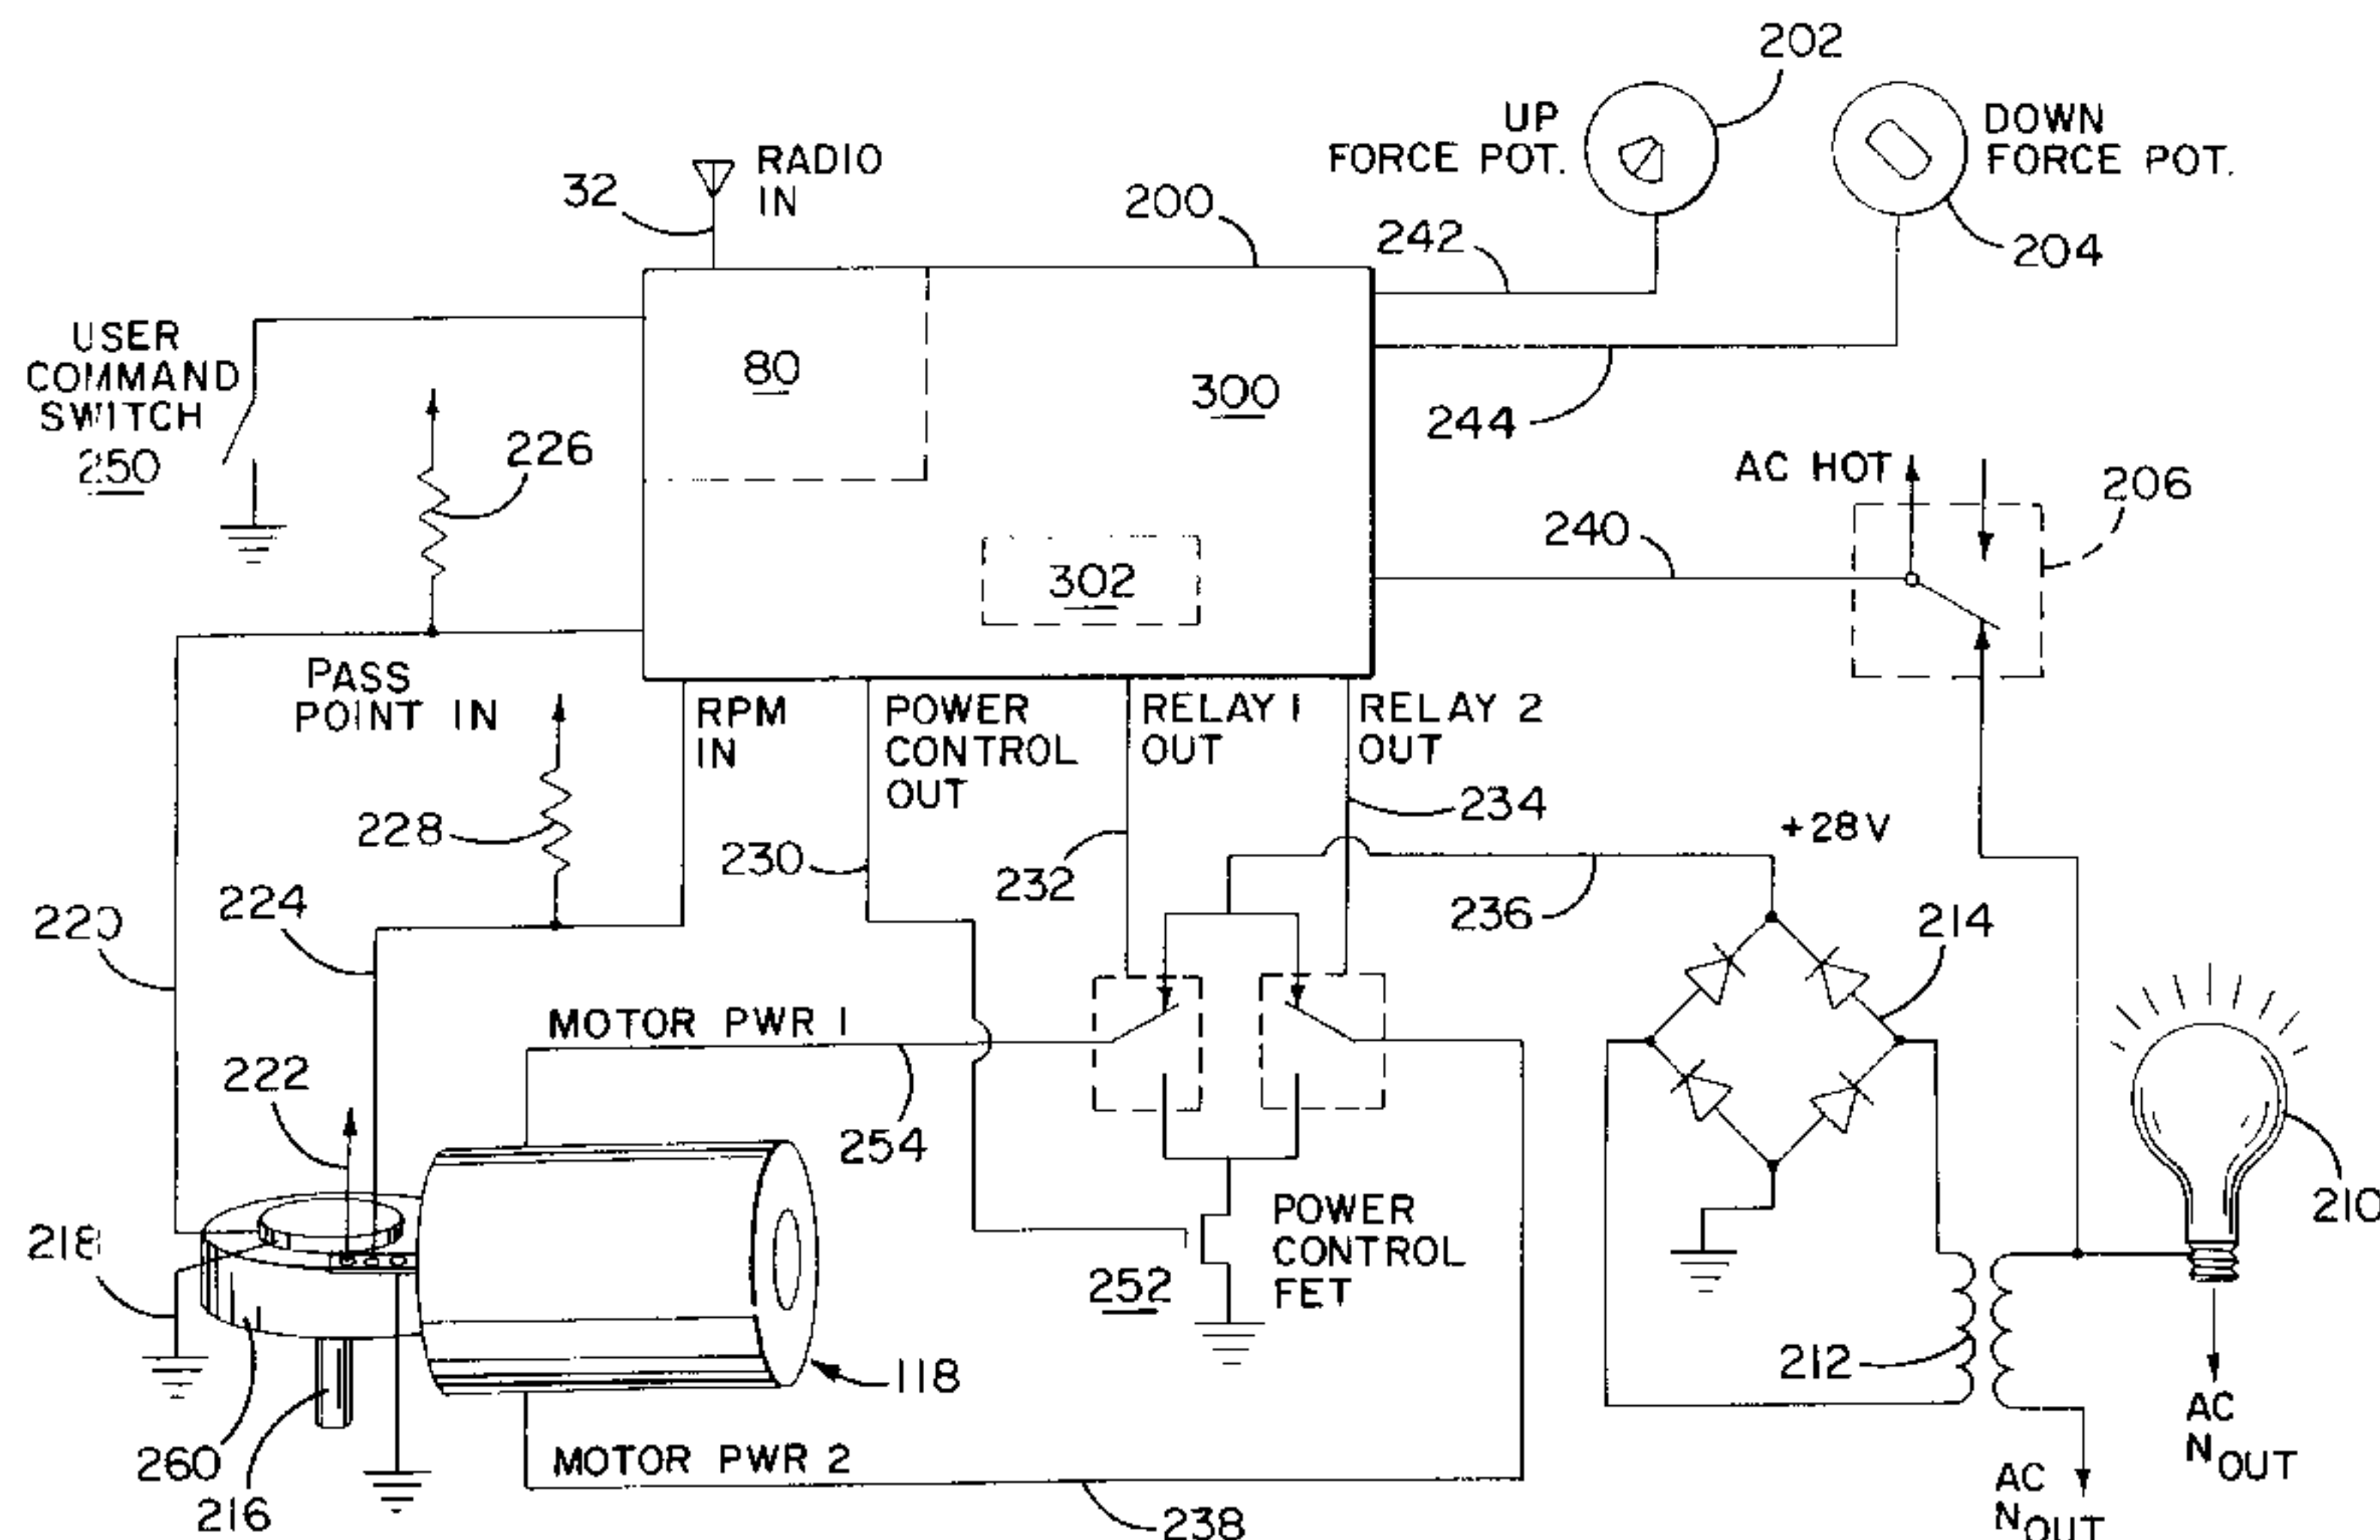 202
UP
FORCE POT.
DOWN
FORCE POT.
204
RADIO
IN
32
200
242
244
USER
COMMAND
SWITCH
250
226
80
300
302
AC HOT
206
240
PASS
POINT IN
RPM
IN
POWER
CONTROL
OUT
RELAY 1
OUT
RELAY 2
OUT
228
230
232
234
+28V
236
214
220
224
222
MOTOR PWR 1
254
218
118
252
POWER
CONTROL
FET
212
210
260
216
MOTOR PWR 2
238
AC
NOUT
AC
NOUT